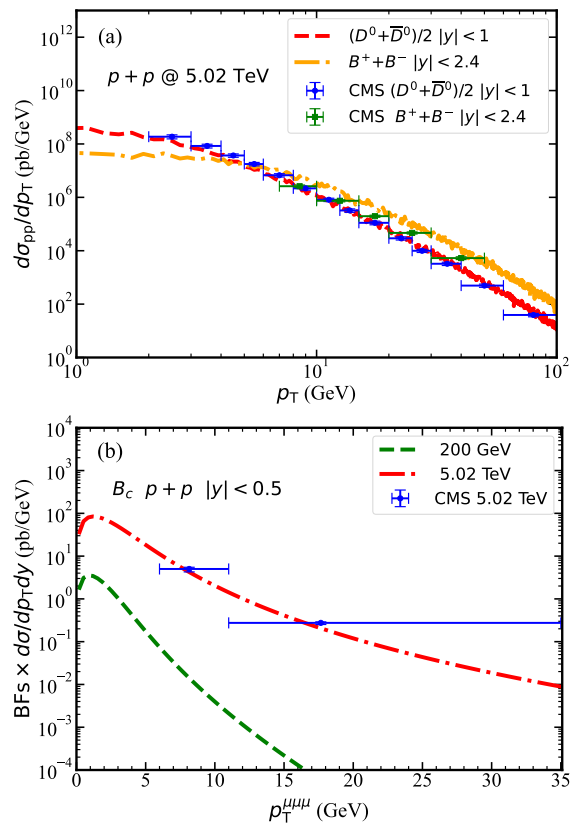 (a)
p + p @ 5.02 TeV
(D⁰+D̅⁰)/2 |y| < 1
B⁺+B⁻ |y| < 2.4
CMS (D⁰+D̅⁰)/2 |y| < 1
CMS B⁺+B⁻ |y| < 2.4
dσ_pp/dp_T (pb/GeV)
10¹²
10¹⁰
10⁸
10⁶
10⁴
10²
10⁰
10⁰ 10¹ 10²
p_T (GeV)
(b)
B_c p + p |y| < 0.5
200 GeV
5.02 TeV
CMS 5.02 TeV
BFs × dσ/dp_Tdy (pb/GeV)
10⁴
10³
10²
10¹
10⁰
10⁻¹
10⁻²
10⁻³
10⁻⁴
0 5 10 15 20 25 30 35
p_T^μμμ (GeV)